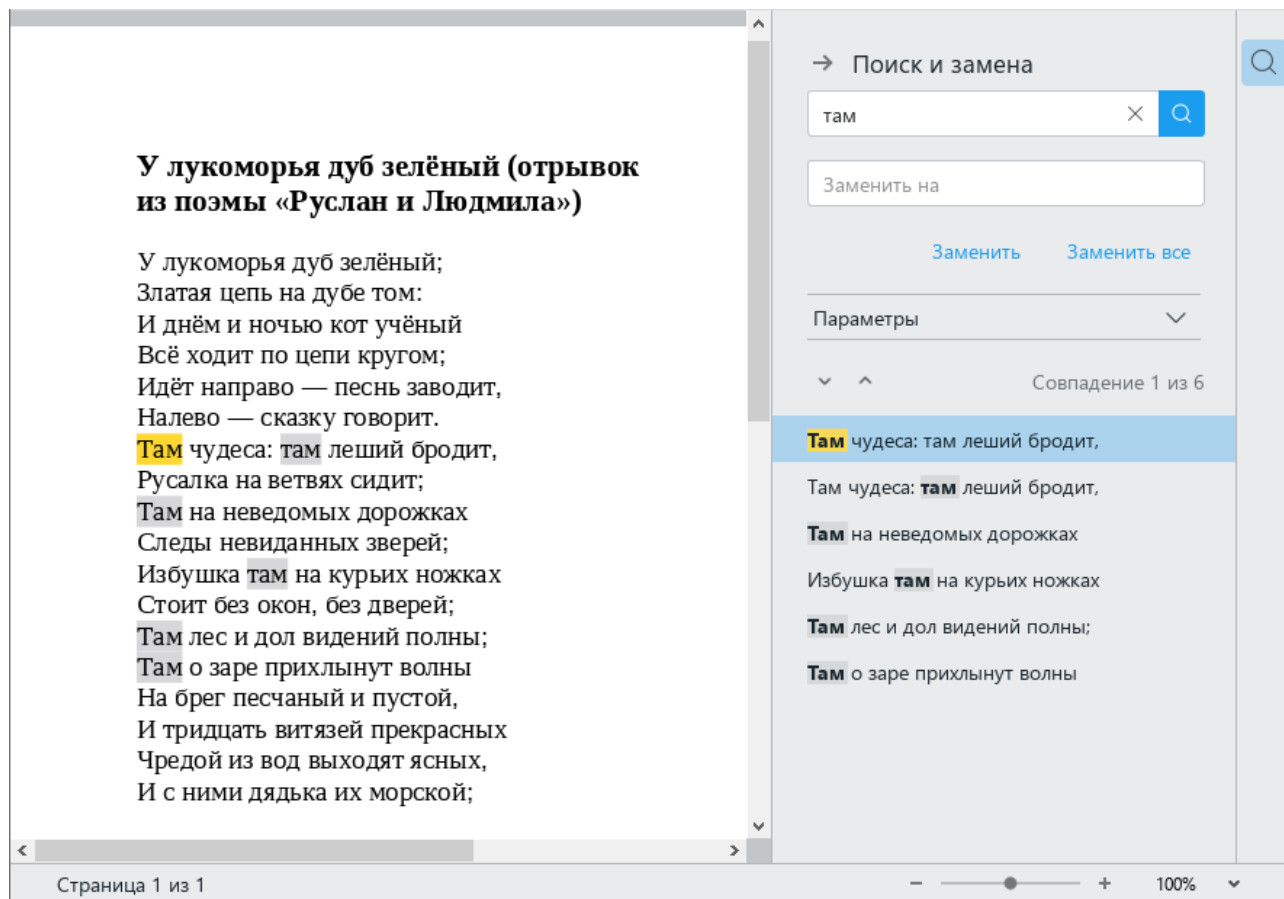 У лукоморья дуб зелёный (отрывок
из поэмы «Руслан и Людмила»)
У лукоморья дуб зелёный;
Златая цепь на дубе том:
И днём и ночью кот учёный
Всё ходит по цепи кругом;
Идёт направо — песнь заводит,
Налево — сказку говорит.
Там чудеса: там леший бродит,
Русалка на ветвях сидит;
Там на неведомых дорожках
Следы невиданных зверей;
Избушка там на курьих ножках
Стоит без окон, без дверей;
Там лес и дол видений полны;
Там о заре прихлынут волны
На брег песчаный и пустой,
И тридцать витязей прекрасных
Чредой из вод выходят ясных,
И с ними дядька их морской;
Поиск и замена
там
Заменить на
Заменить Заменить все
Параметры
Совпадение 1 из 6
Там чудеса: там леший бродит,
Там чудеса: там леший бродит,
Там на неведомых дорожках
Избушка там на курьих ножках
Там лес и дол видений полны;
Там о заре прихлынут волны
Страница 1 из 1
100%